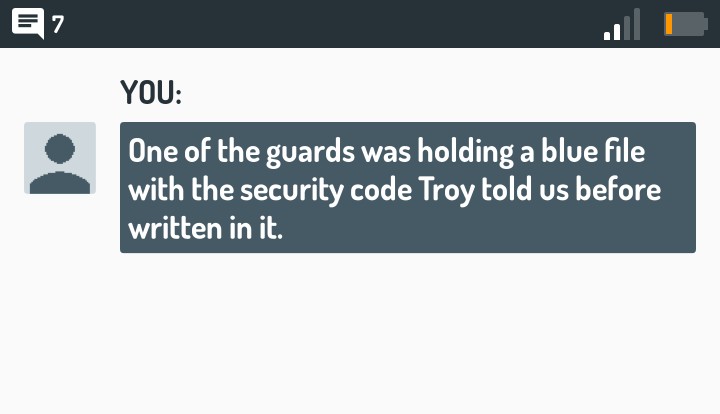 7
YOU:
One of the guards was holding a blue file
with the security code Troy told us before
written in it.